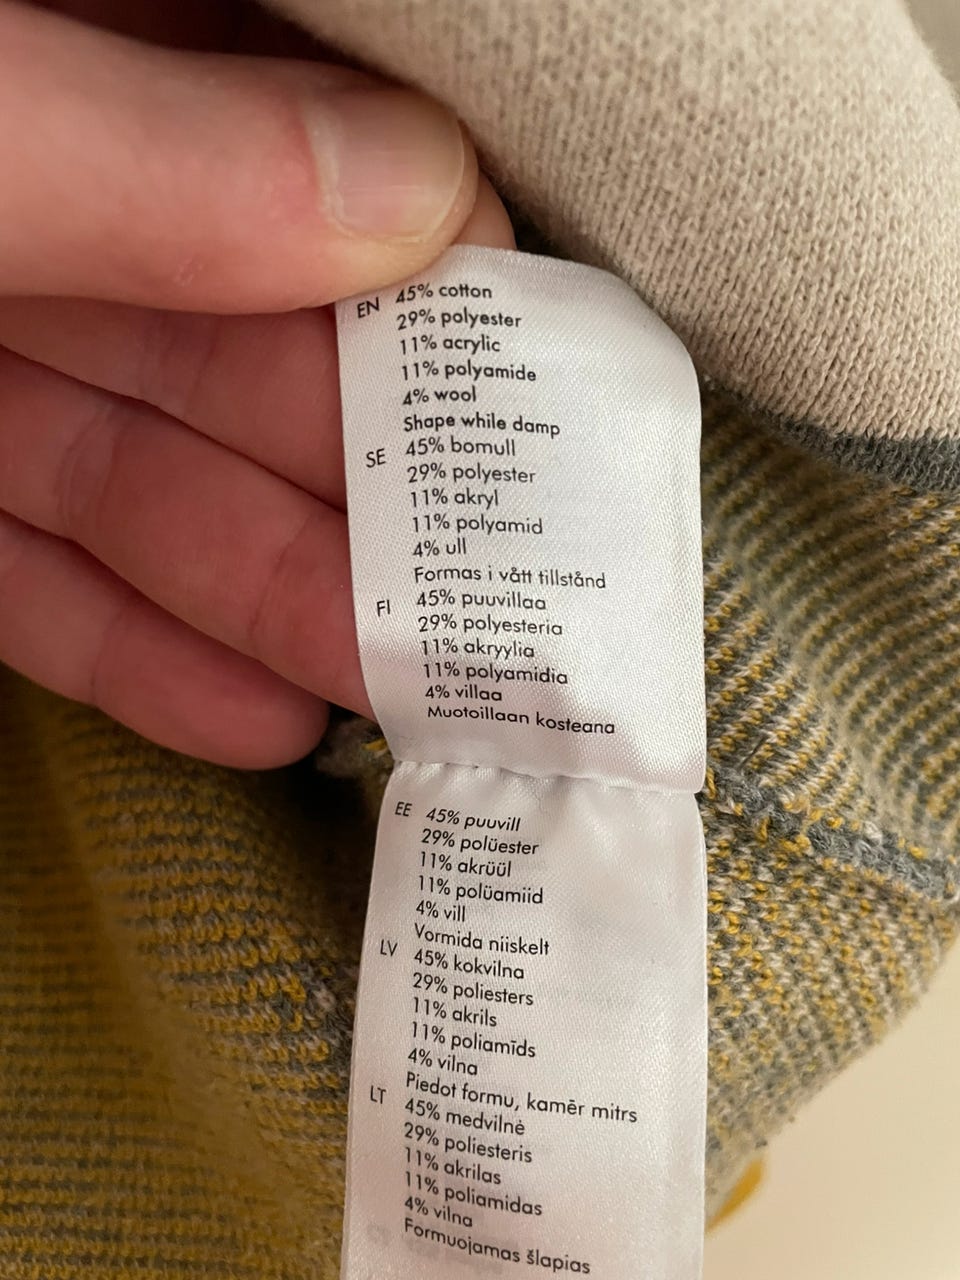 EN 45% cotton
29% polyester
11% acrylic
11% polyamide
4% wool
Shape while damp
SE 45% bomull
29% polyester
11% akryl
11% polyamid
4% ull
Formas i vått tillstånd
FI 45% puuvillaa
29% polyesteria
11% akryylia
11% polyamidia
4% villaa
Muotoillaan kosteana
EE 45% puuvill
29% polüester
11% akrüül
11% polüamiid
4% vill
Vormida niiskelt
LV 45% kokvilna
29% poliesters
11% akrils
11% poliamīds
4% vilna
Piedot formu, kamēr mitrs
LT 45% medvilnė
29% poliesteris
11% akrilas
11% poliamidas
4% vilna
Formuojamas šlapias